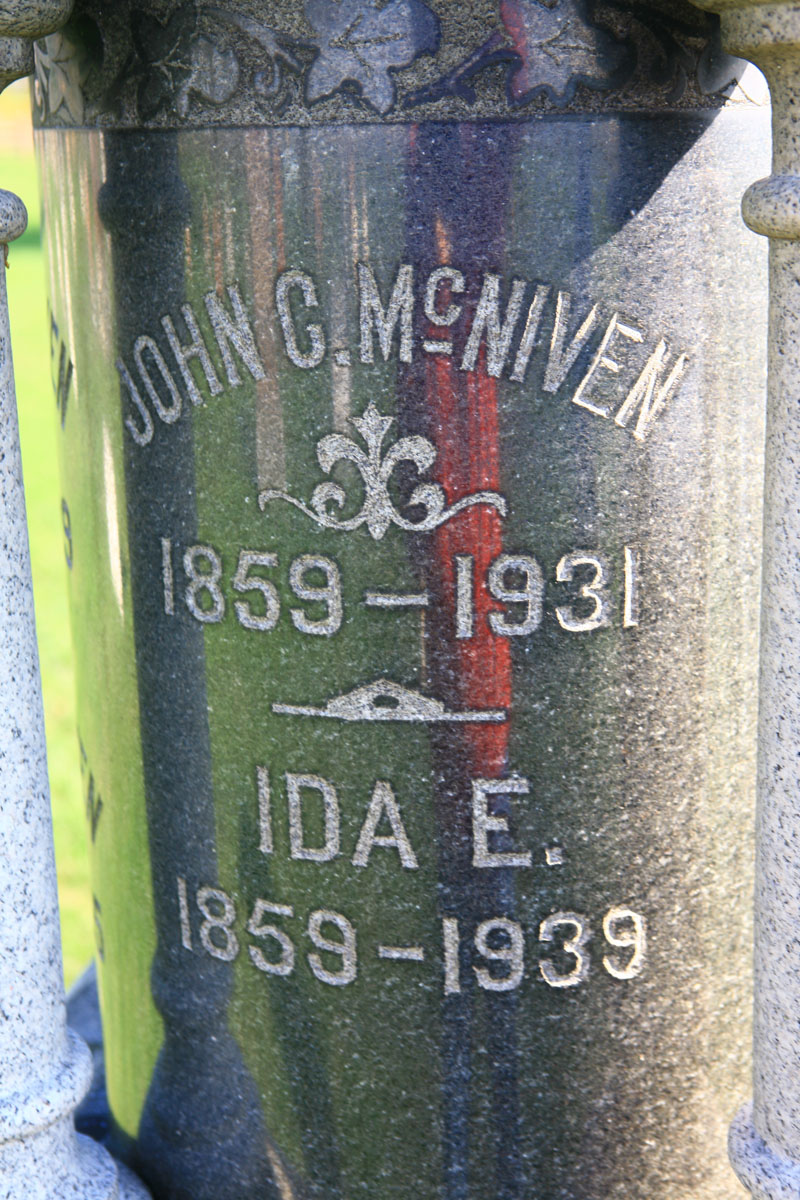 JOHN C. McNIVEN
1859 – 1931
IDA E.
1859 – 1939